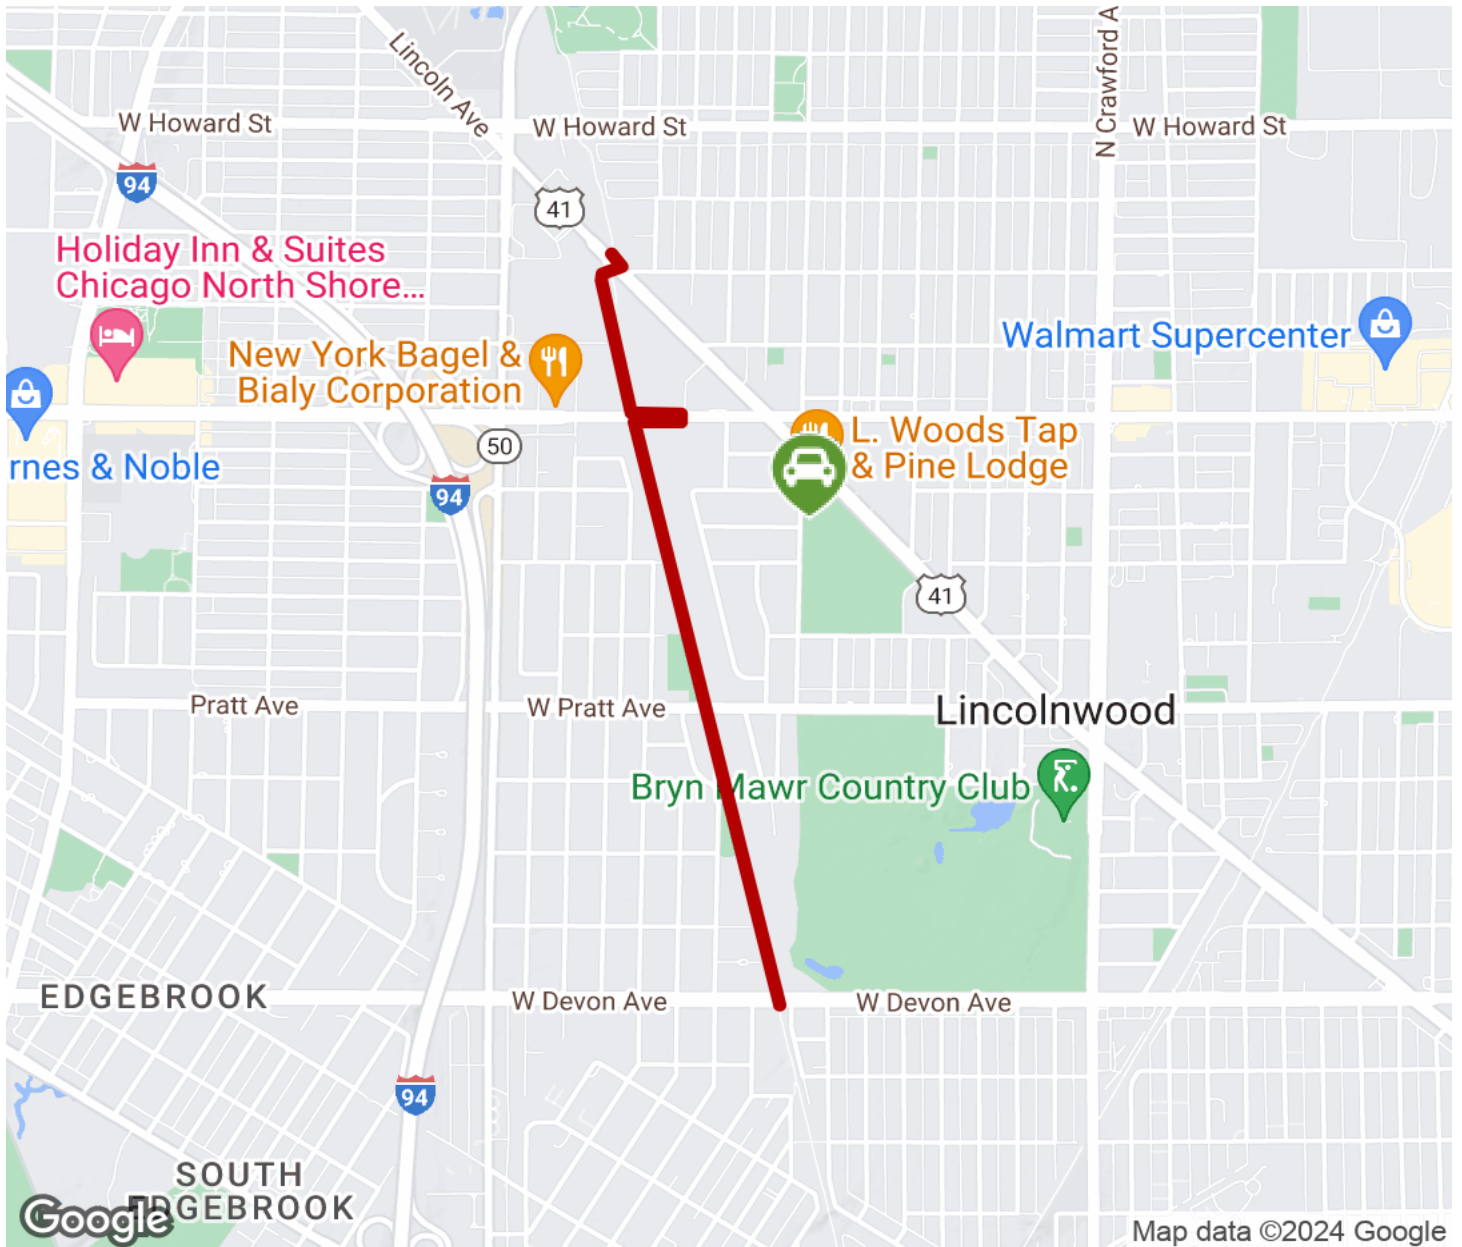 Lincoln Ave
N Crawford A
W Howard St
W Howard St
W Howard St
94
41
Holiday Inn & Suites
Chicago North Shore...
Walmart Supercenter
New York Bagel &
Bialy Corporation
L. Woods Tap
& Pine Lodge
50
rnes & Noble
94
41
Pratt Ave
W Pratt Ave
Lincolnwood
Bryn Mawr Country Club
EDGEBROOK
W Devon Ave
W Devon Ave
94
SOUTH
EDGEBROOK
Google
Map data ©2024 Google